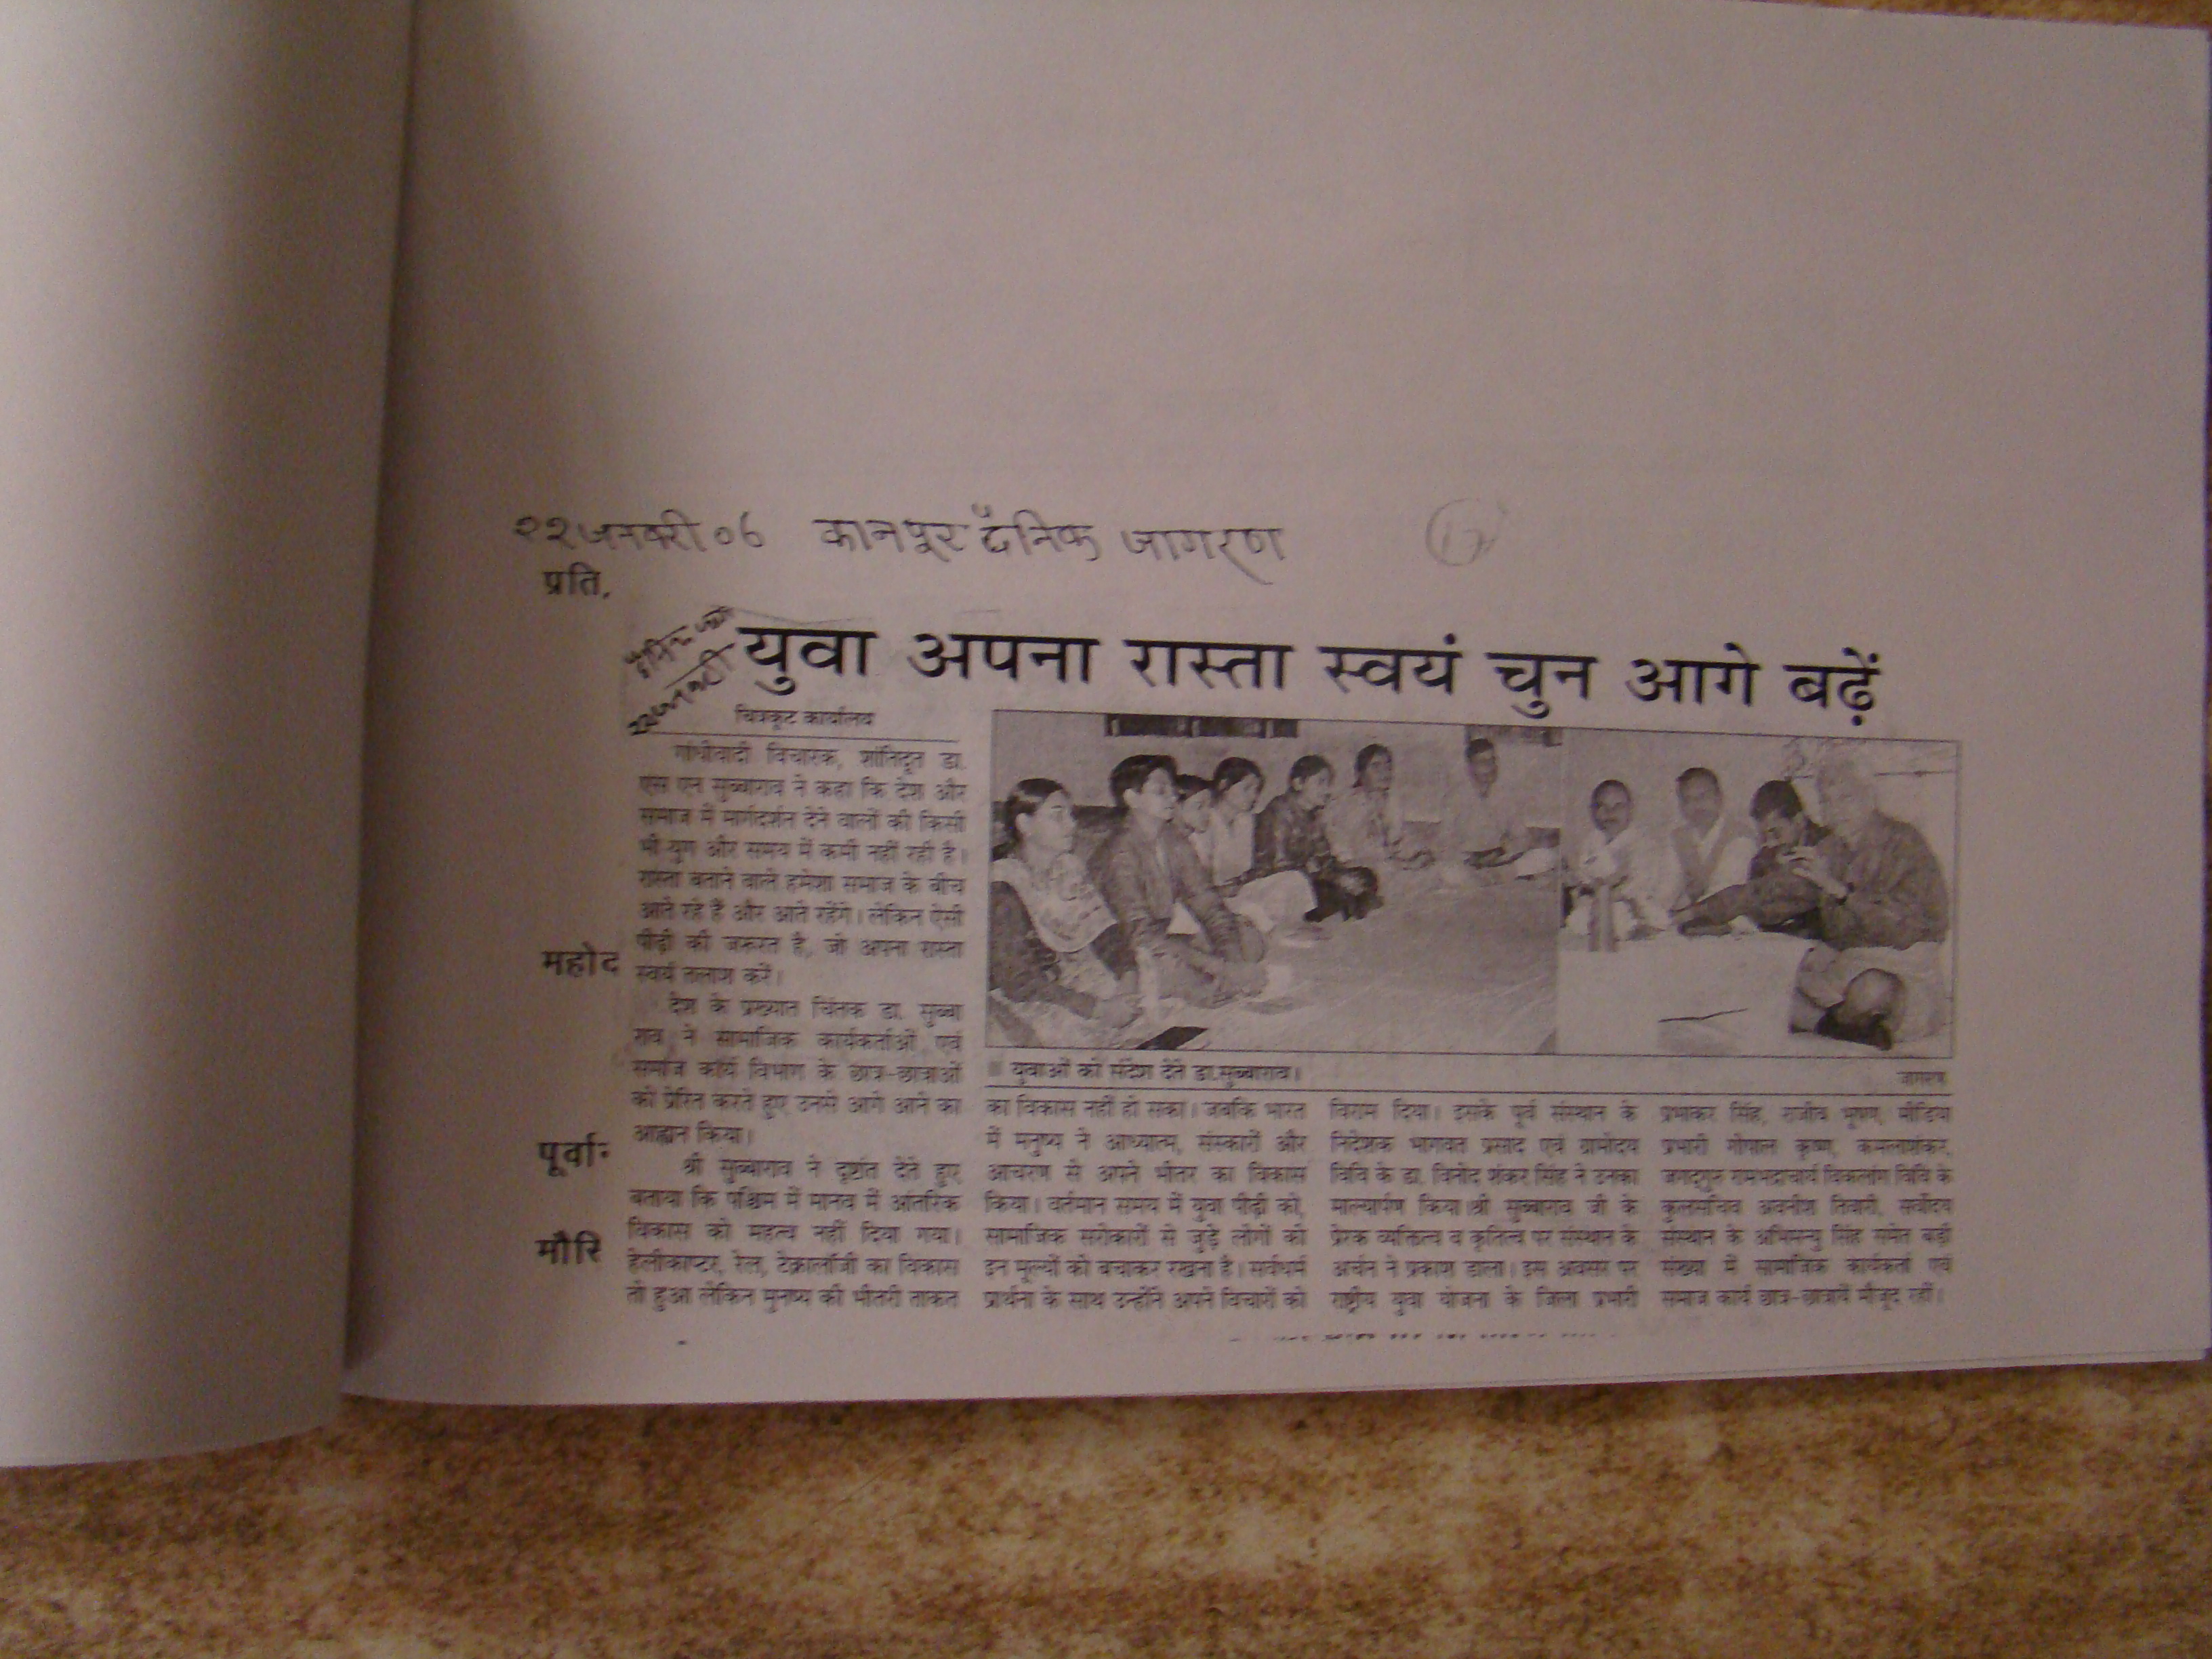 २२ जनवरी ०६ कानपुर दैनिक जागरण
प्रति,
युवा अपना रास्ता स्वयं चुन आगे बढ़ें
चित्रकूट कार्यालय
गांधीवादी विचारक, शांतिदूत डा.
एस एन सुब्बाराव ने कहा कि देश और
समाज में मार्गदर्शन देने वालों की किसी
भी युग और समय में कमी नहीं रही है।
रास्ता बताने वाले हमेशा समाज के बीच
आते रहे हैं और आते रहेंगे। लेकिन ऐसी
पीढ़ी की जरूरत है, जो अपना रास्ता
स्वयं तलाश करें।
देश के प्रख्यात चिंतक डा. सुब्बा
राव ने सामाजिक कार्यकर्ताओं एवं
समाज कार्य विभाग के छात्र-छात्राओं
को प्रेरित करते हुए उनसे आगे आने का
आह्वान किया।
श्री सुब्बाराव ने दृष्टांत देते हुए
बताया कि पश्चिम में मानव में आंतरिक
विकास को महत्व नहीं दिया गया।
हेलीकाप्टर, रेल, टेक्नालॉजी का विकास
तो हुआ लेकिन मुनष्य की भीतरी ताकत
युवाओं को संदेश देते डा.सुब्बाराव।
जागरण
का विकास नहीं हो सका। जबकि भारत
में मनुष्य ने आध्यात्म, संस्कारों और
आचरण से अपने भीतर का विकास
किया। वर्तमान समय में युवा पीढ़ी को,
सामाजिक सरोकारों से जुड़े लोगों को
इन मूल्यों को बचाकर रखना है। सर्वधर्म
प्रार्थना के साथ उन्होंने अपने विचारों को
विराम दिया। इसके पूर्व संस्थान के
निदेशक भागवत प्रसाद एवं ग्रामोदय
विवि के डा. विनोद शंकर सिंह ने उनका
माल्यार्पण किया।श्री सुब्बाराव जी के
प्रेरक व्यक्तित्व व कृतित्व पर संस्थान के
अर्चन ने प्रकाश डाला। इस अवसर पर
राष्ट्रीय युवा योजना के जिला प्रभारी
प्रभाकर सिंह, राजीव भूषण, मीडिया
प्रभारी गोपाल कृष्ण, कमलाशंकर,
जगद्गुरु रामभद्राचार्य विकलांग विवि के
कुलसचिव अवनीश तिवारी, सर्वोदय
संस्थान के अभिमन्यु सिंह समेत बड़ी
संख्या में सामाजिक कार्यकर्ता एवं
समाज कार्य छात्र-छात्रायें मौजूद रहीं।
महोद
पूर्वा
मौरि